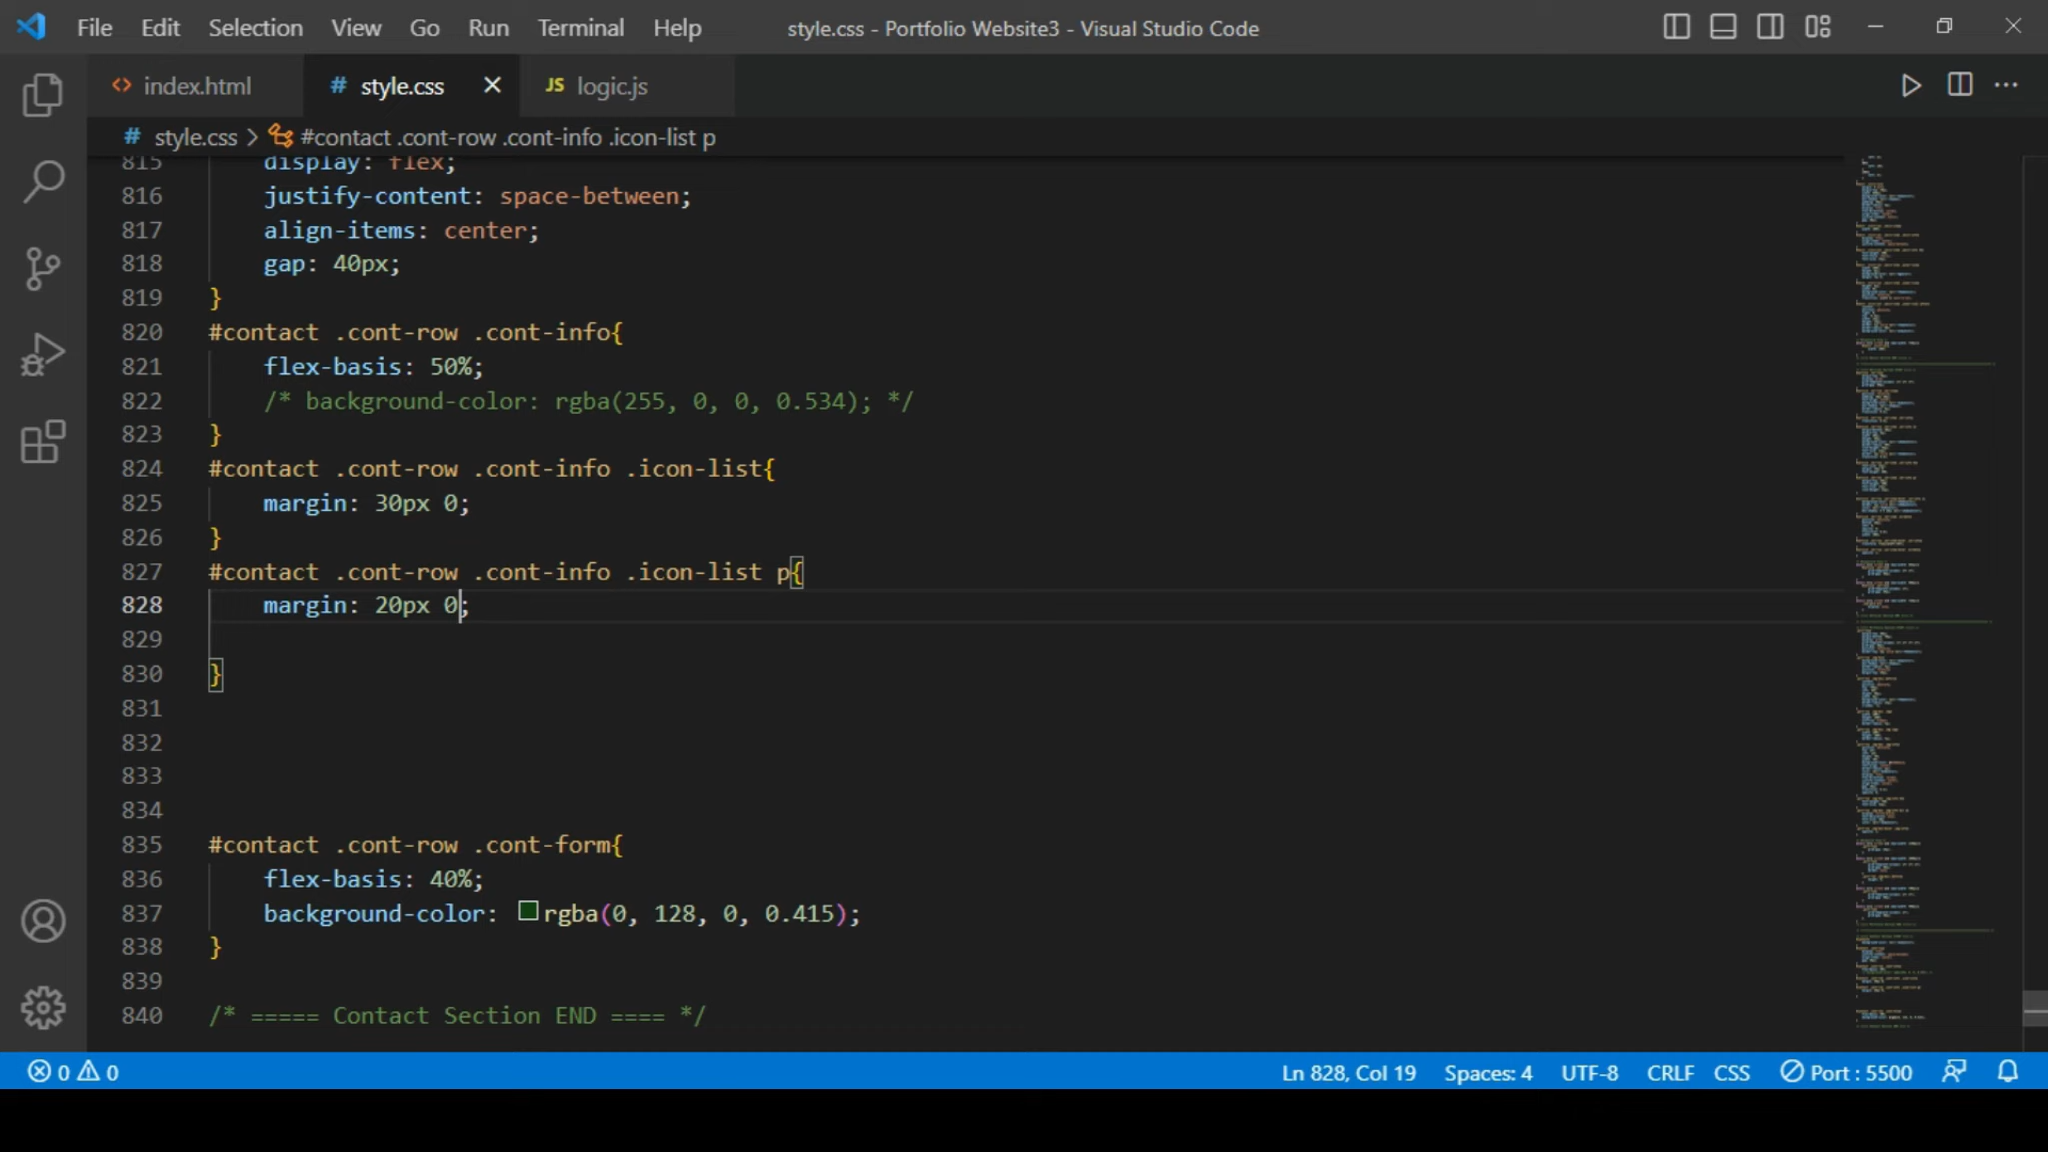 File Edit Selection View Go Run Terminal Help style.css - Portfolio Website3 - Visual Studio Code
index.html # style.css JS logic.js
# style.css > #contact .cont-row .cont-info .icon-list p
815 display: flex;
816 justify-content: space-between;
817 align-items: center;
818 gap: 40px;
819 }
820 #contact .cont-row .cont-info{
821 flex-basis: 50%;
822 /* background-color: rgba(255, 0, 0, 0.534); */
823 }
824 #contact .cont-row .cont-info .icon-list{
825 margin: 30px 0;
826 }
827 #contact .cont-row .cont-info .icon-list p{
828 margin: 20px 0;
829
830 }
831
832
833
834
835 #contact .cont-row .cont-form{
836 flex-basis: 40%;
837 background-color: rgba(0, 128, 0, 0.415);
838 }
839
840 /* ===== Contact Section END ==== */
0 0 Ln 828, Col 19 Spaces: 4 UTF-8 CRLF CSS Port : 5500